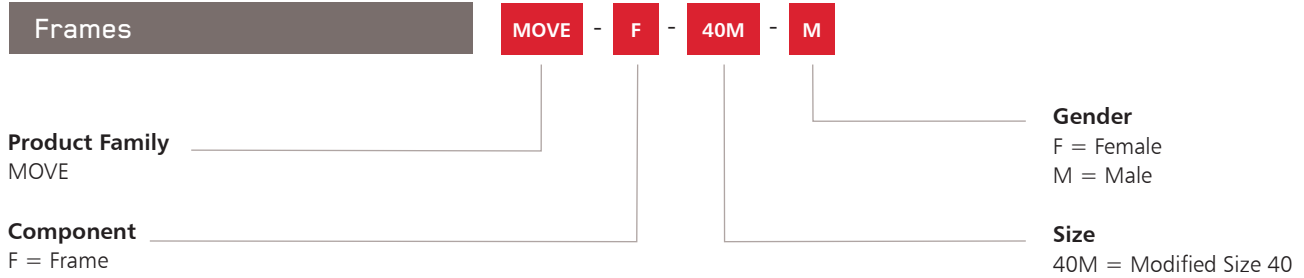 Frames
MOVE - F - 40M - M
Product Family
MOVE
Component
F = Frame
Gender
F = Female
M = Male
Size
40M = Modified Size 40